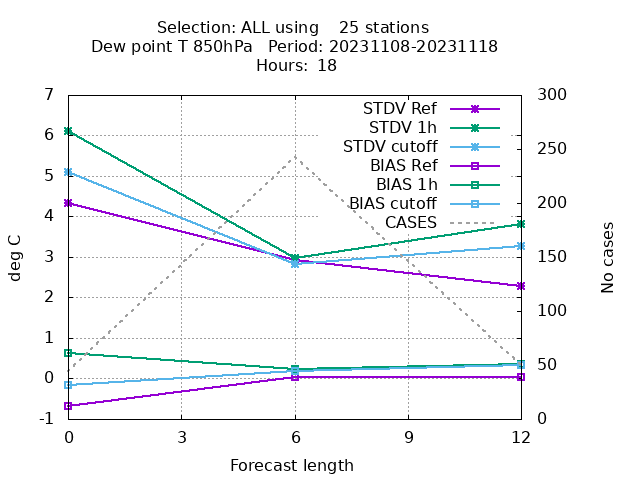 Selection: ALL using    25 stations
Dew point T 850hPa   Period: 20231108-20231118
Hours: 18
7
6
5
4
3
2
1
0
-1
300
250
200
150
100
50
0
STDV Ref
STDV 1h
STDV cutoff
BIAS Ref
BIAS 1h
BIAS cutoff
CASES
deg C
No cases
0 3 6 9 12
Forecast length